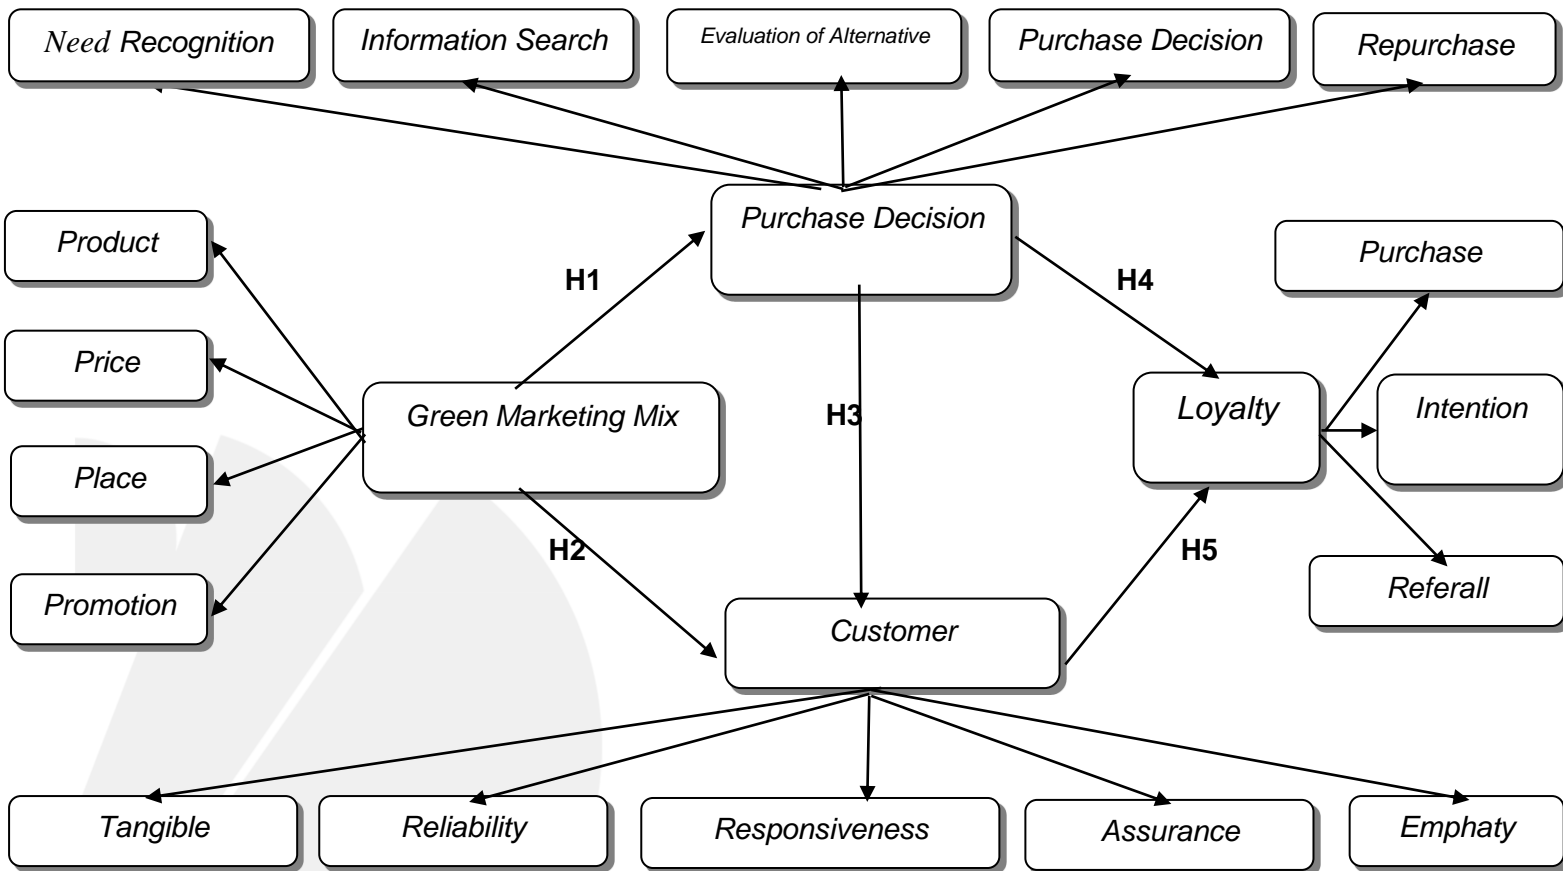 Need Recognition
Information Search
Evaluation of Alternative
Purchase Decision
Repurchase
Purchase Decision
Product
Purchase
H1
H4
Price
Green Marketing Mix
H3
Loyalty
Intention
Place
H2
H5
Promotion
Referall
Customer
Tangible
Reliability
Responsiveness
Assurance
Emphaty